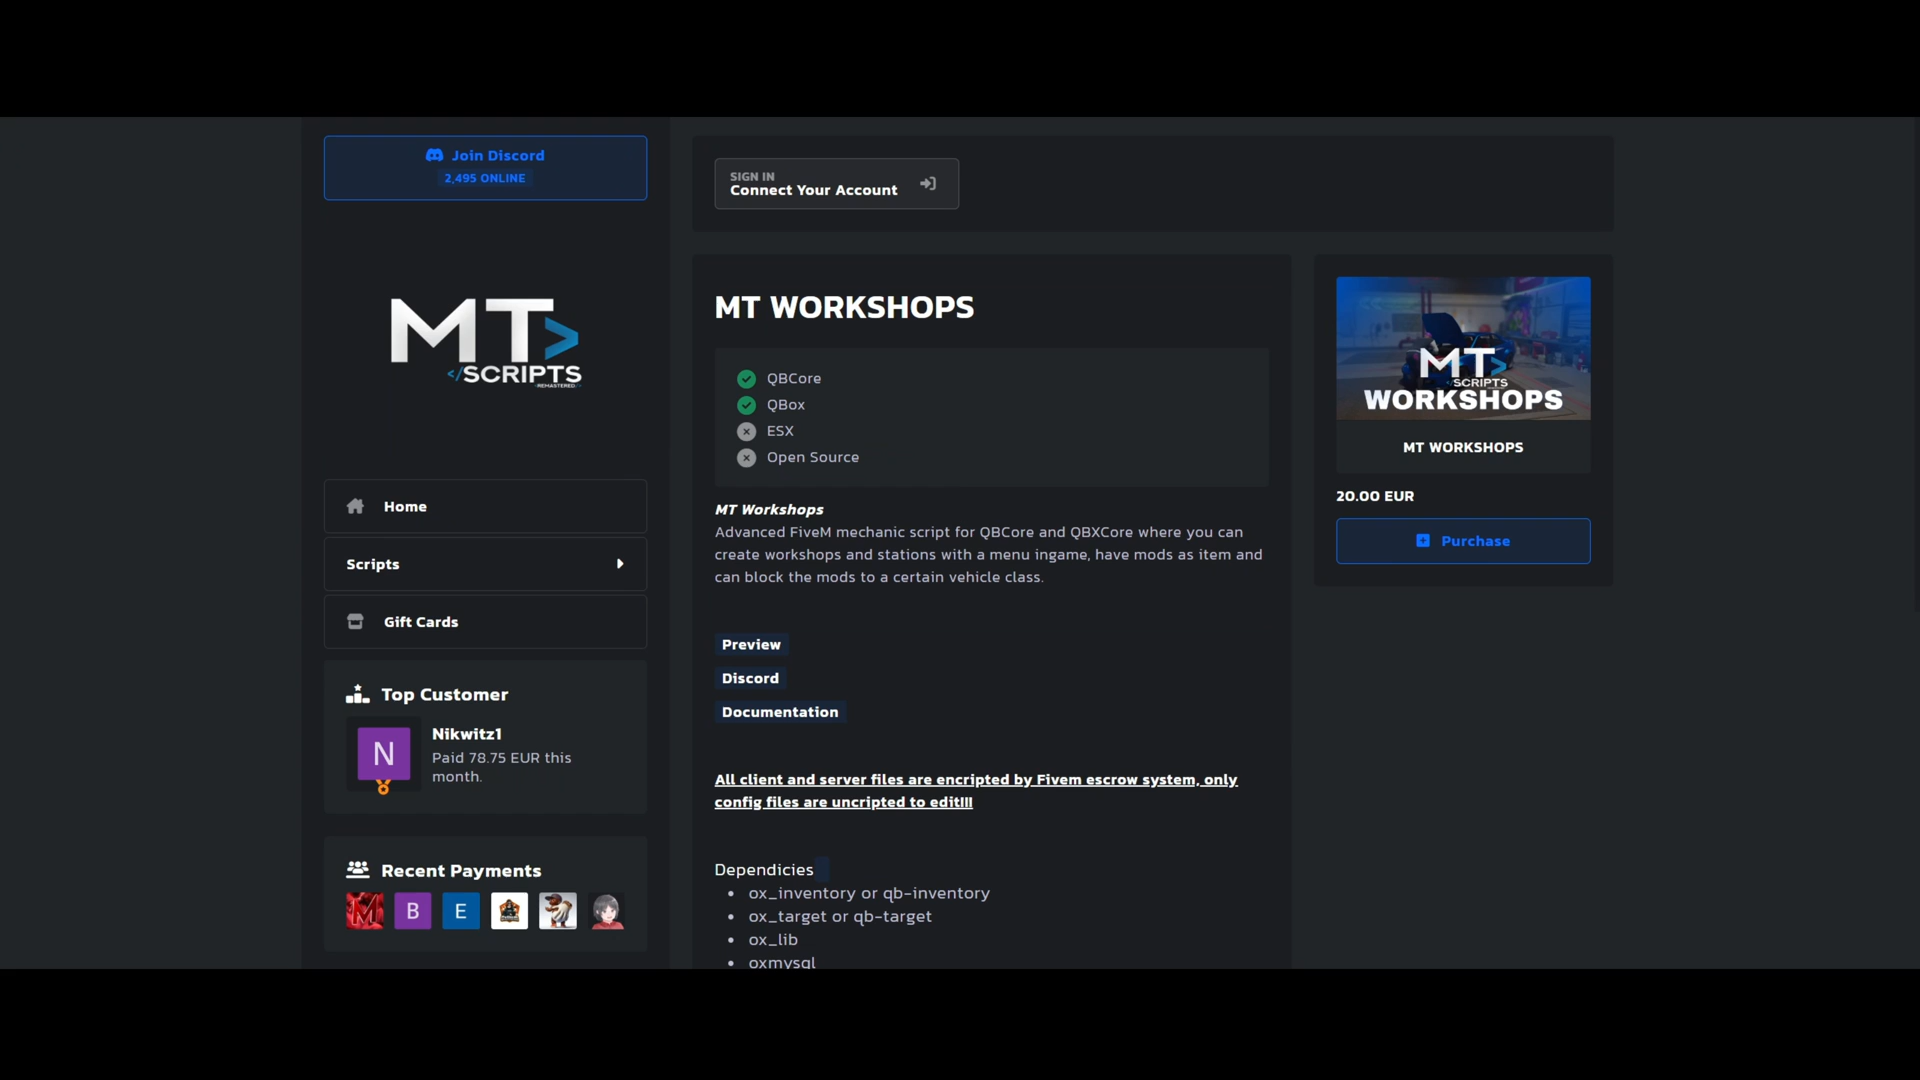 Join Discord
2,495 ONLINE
MT>
</SCRIPTS
REMASTERED
Home
Scripts
Gift Cards
Top Customer
N
Nikwitz1
Paid 78.75 EUR this
month.
Recent Payments
M
B
E
SIGN IN
Connect Your Account
MT WORKSHOPS
QBCore
QBox
ESX
Open Source
MT Workshops
Advanced FiveM mechanic script for QBCore and QBXCore where you can
create workshops and stations with a menu ingame, have mods as item and
can block the mods to a certain vehicle class.
Preview
Discord
Documentation
All client and server files are encripted by Fivem escrow system, only
config files are uncripted to edit!!!
Dependicies
ox_inventory or qb-inventory
ox_target or qb-target
ox_lib
oxmysql
MT>
SCRIPTS
WORKSHOPS
MT WORKSHOPS
20.00 EUR
Purchase